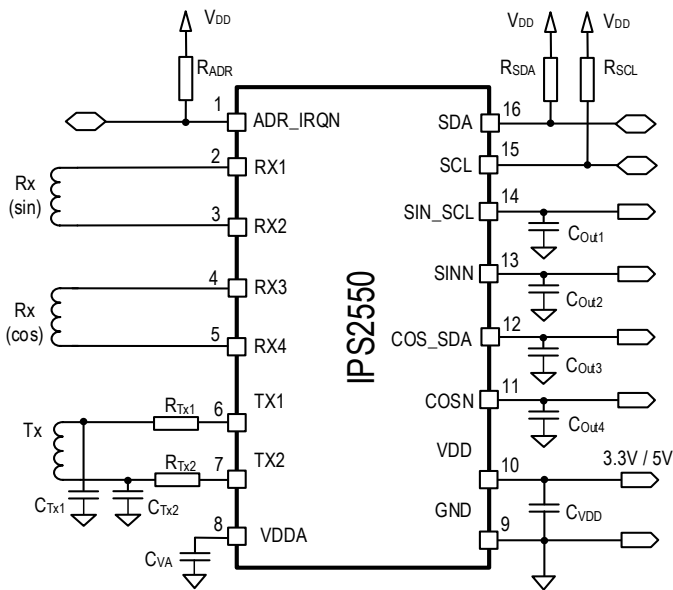 VDD
VDD
VDD
RADR
RSDA
RSCL
1
ADR_IRQN
SDA
16
2
RX1
SCL
15
Rx
(sin)
3
RX2
SIN_SCL
14
COut1
4
RX3
SINN
13
COut2
Rx
(cos)
5
RX4
COS_SDA
12
COut3
IPS2550
RTx1
6
TX1
COSN
11
COut4
Tx
RTx2
7
TX2
VDD
10
3.3V / 5V
CTx1
CTx2
CVDD
8
VDDA
GND
9
CVA